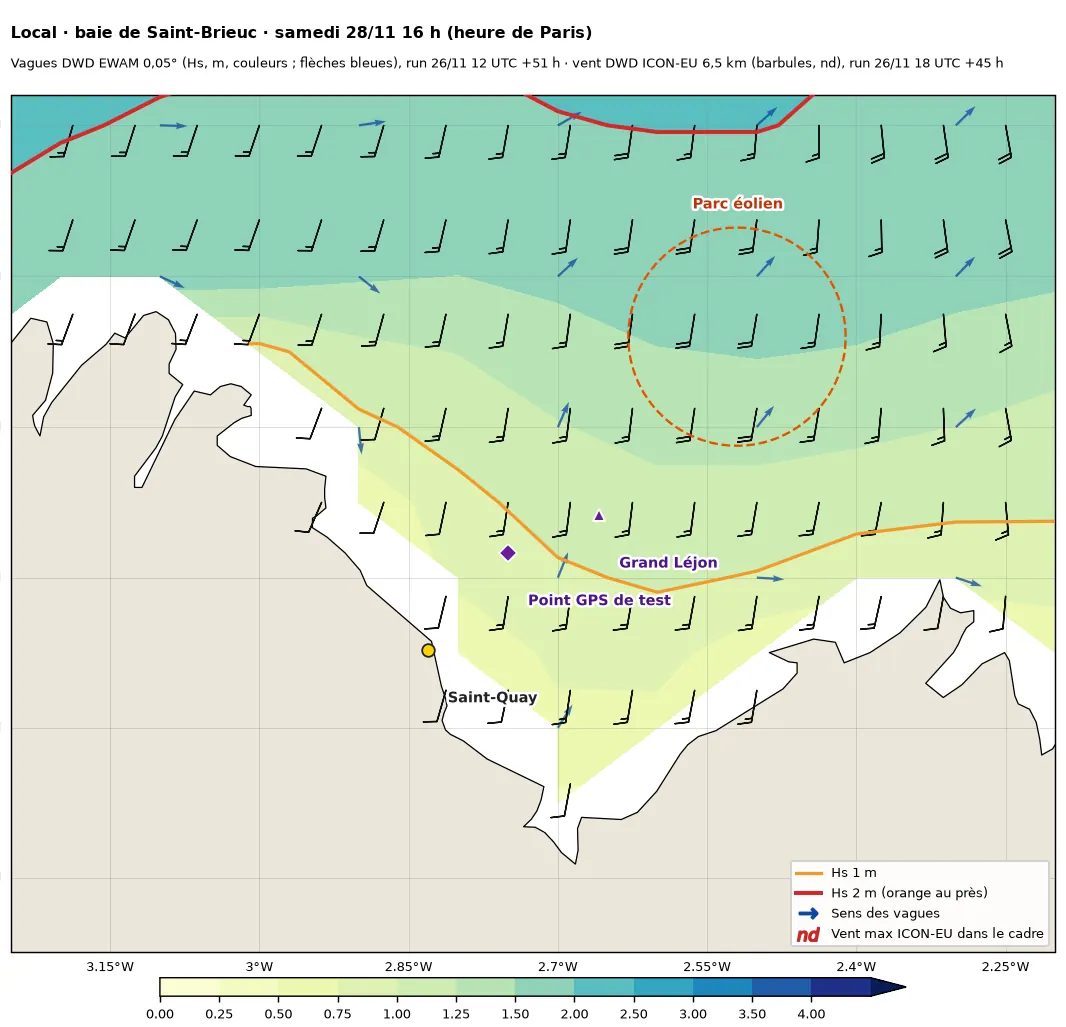 Local · baie de Saint-Brieuc · samedi 28/11 16 h (heure de Paris)
Vagues DWD EWAM 0,05° (Hs, m, couleurs ; flèches bleues), run 26/11 12 UTC +51 h · vent DWD ICON-EU 6,5 km (barbules, nd), run 26/11 18 UTC +45 h
Parc éolien
Grand Léjon
Point GPS de test
Saint-Quay
Hs 1 m
Hs 2 m (orange au près)
Sens des vagues
nd Vent max ICON-EU dans le cadre
3.15°W 3°W 2.85°W 2.7°W 2.55°W 2.4°W 2.25°W
0.00 0.25 0.50 0.75 1.00 1.25 1.50 2.00 2.50 3.00 3.50 4.00